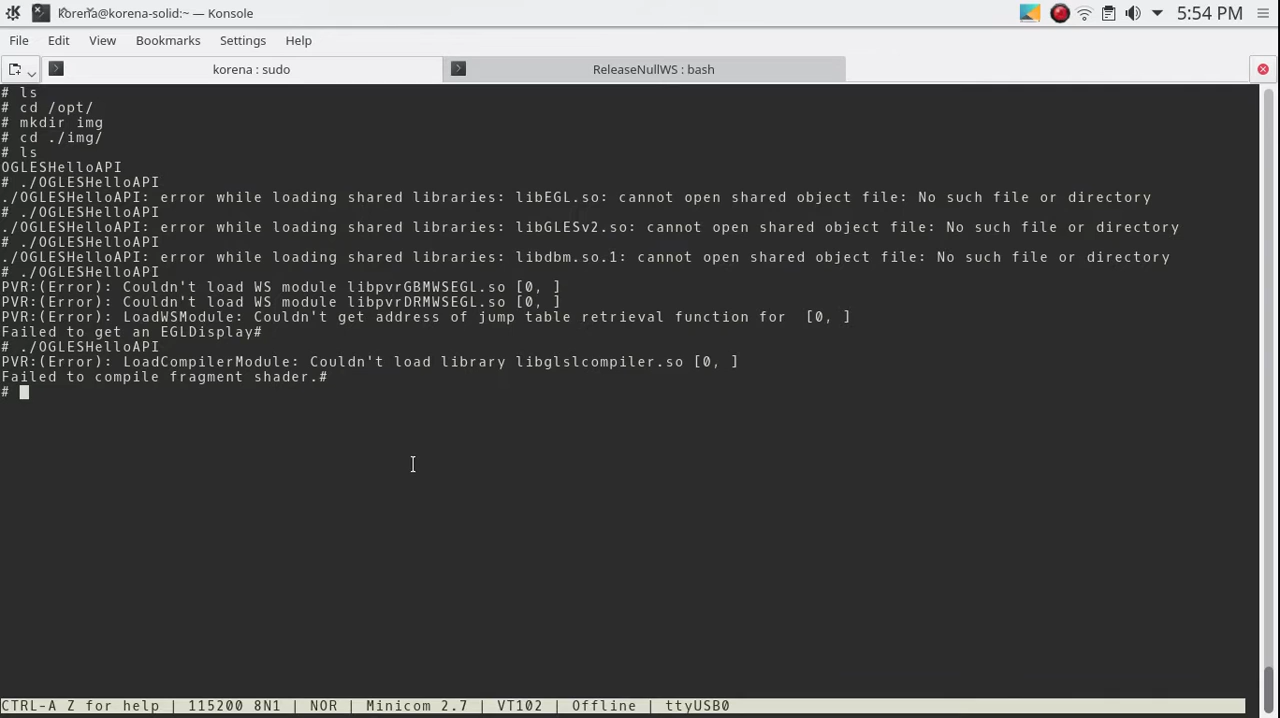 korena@korena-solid:~ — Konsole
5:54 PM
File Edit View Bookmarks Settings Help
korena : sudo
ReleaseNullWS : bash
# ls
# cd /opt/
# mkdir img
# cd ./img/
# ls
OGLESHelloAPI
# ./OGLESHelloAPI
./OGLESHelloAPI: error while loading shared libraries: libEGL.so: cannot open shared object file: No such file or directory
# ./OGLESHelloAPI
./OGLESHelloAPI: error while loading shared libraries: libGLESv2.so: cannot open shared object file: No such file or directory
# ./OGLESHelloAPI
./OGLESHelloAPI: error while loading shared libraries: libdbm.so.1: cannot open shared object file: No such file or directory
# ./OGLESHelloAPI
PVR:(Error): Couldn't load WS module libpvrGBMWSEGL.so [0, ]
PVR:(Error): Couldn't load WS module libpvrDRMWSEGL.so [0, ]
PVR:(Error): LoadWSModule: Couldn't get address of jump table retrieval function for  [0, ]
Failed to get an EGLDisplay#
# ./OGLESHelloAPI
PVR:(Error): LoadCompilerModule: Couldn't load library libglslcompiler.so [0, ]
Failed to compile fragment shader.#
#
CTRL-A Z for help | 115200 8N1 | NOR | Minicom 2.7 | VT102 | Offline | ttyUSB0